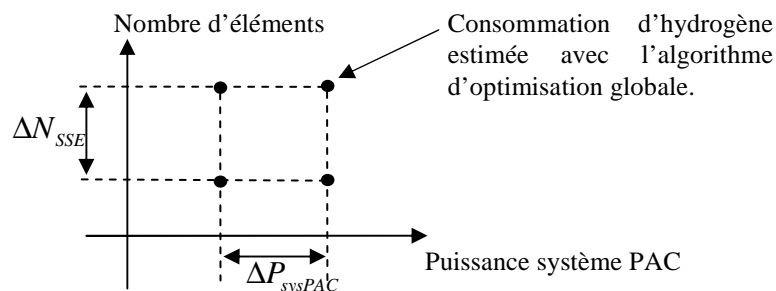 Nombre d'éléments
Consommation d'hydrogène
estimée avec l'algorithme
d'optimisation globale.
ΔN_SSE
Puissance système PAC
ΔP_sysPAC